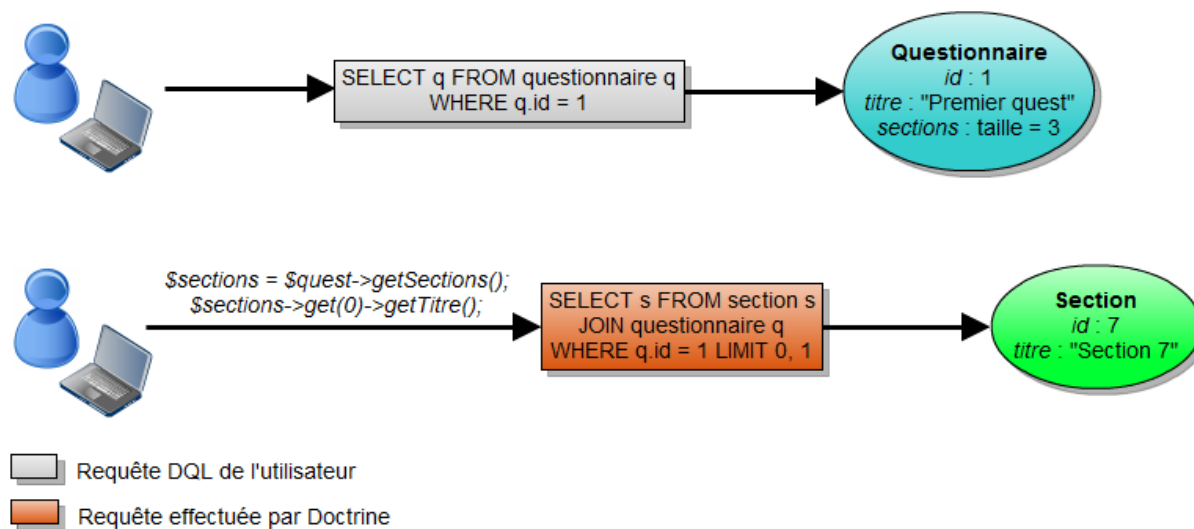 SELECT q FROM questionnaire q
WHERE q.id = 1
Questionnaire
id : 1
titre : "Premier quest"
sections : taille = 3
$sections = $quest->getSections();
$sections->get(0)->getTitre();
SELECT s FROM section s
JOIN questionnaire q
WHERE q.id = 1 LIMIT 0, 1
Section
id : 7
titre : "Section 7"
Requête DQL de l'utilisateur
Requête effectuée par Doctrine